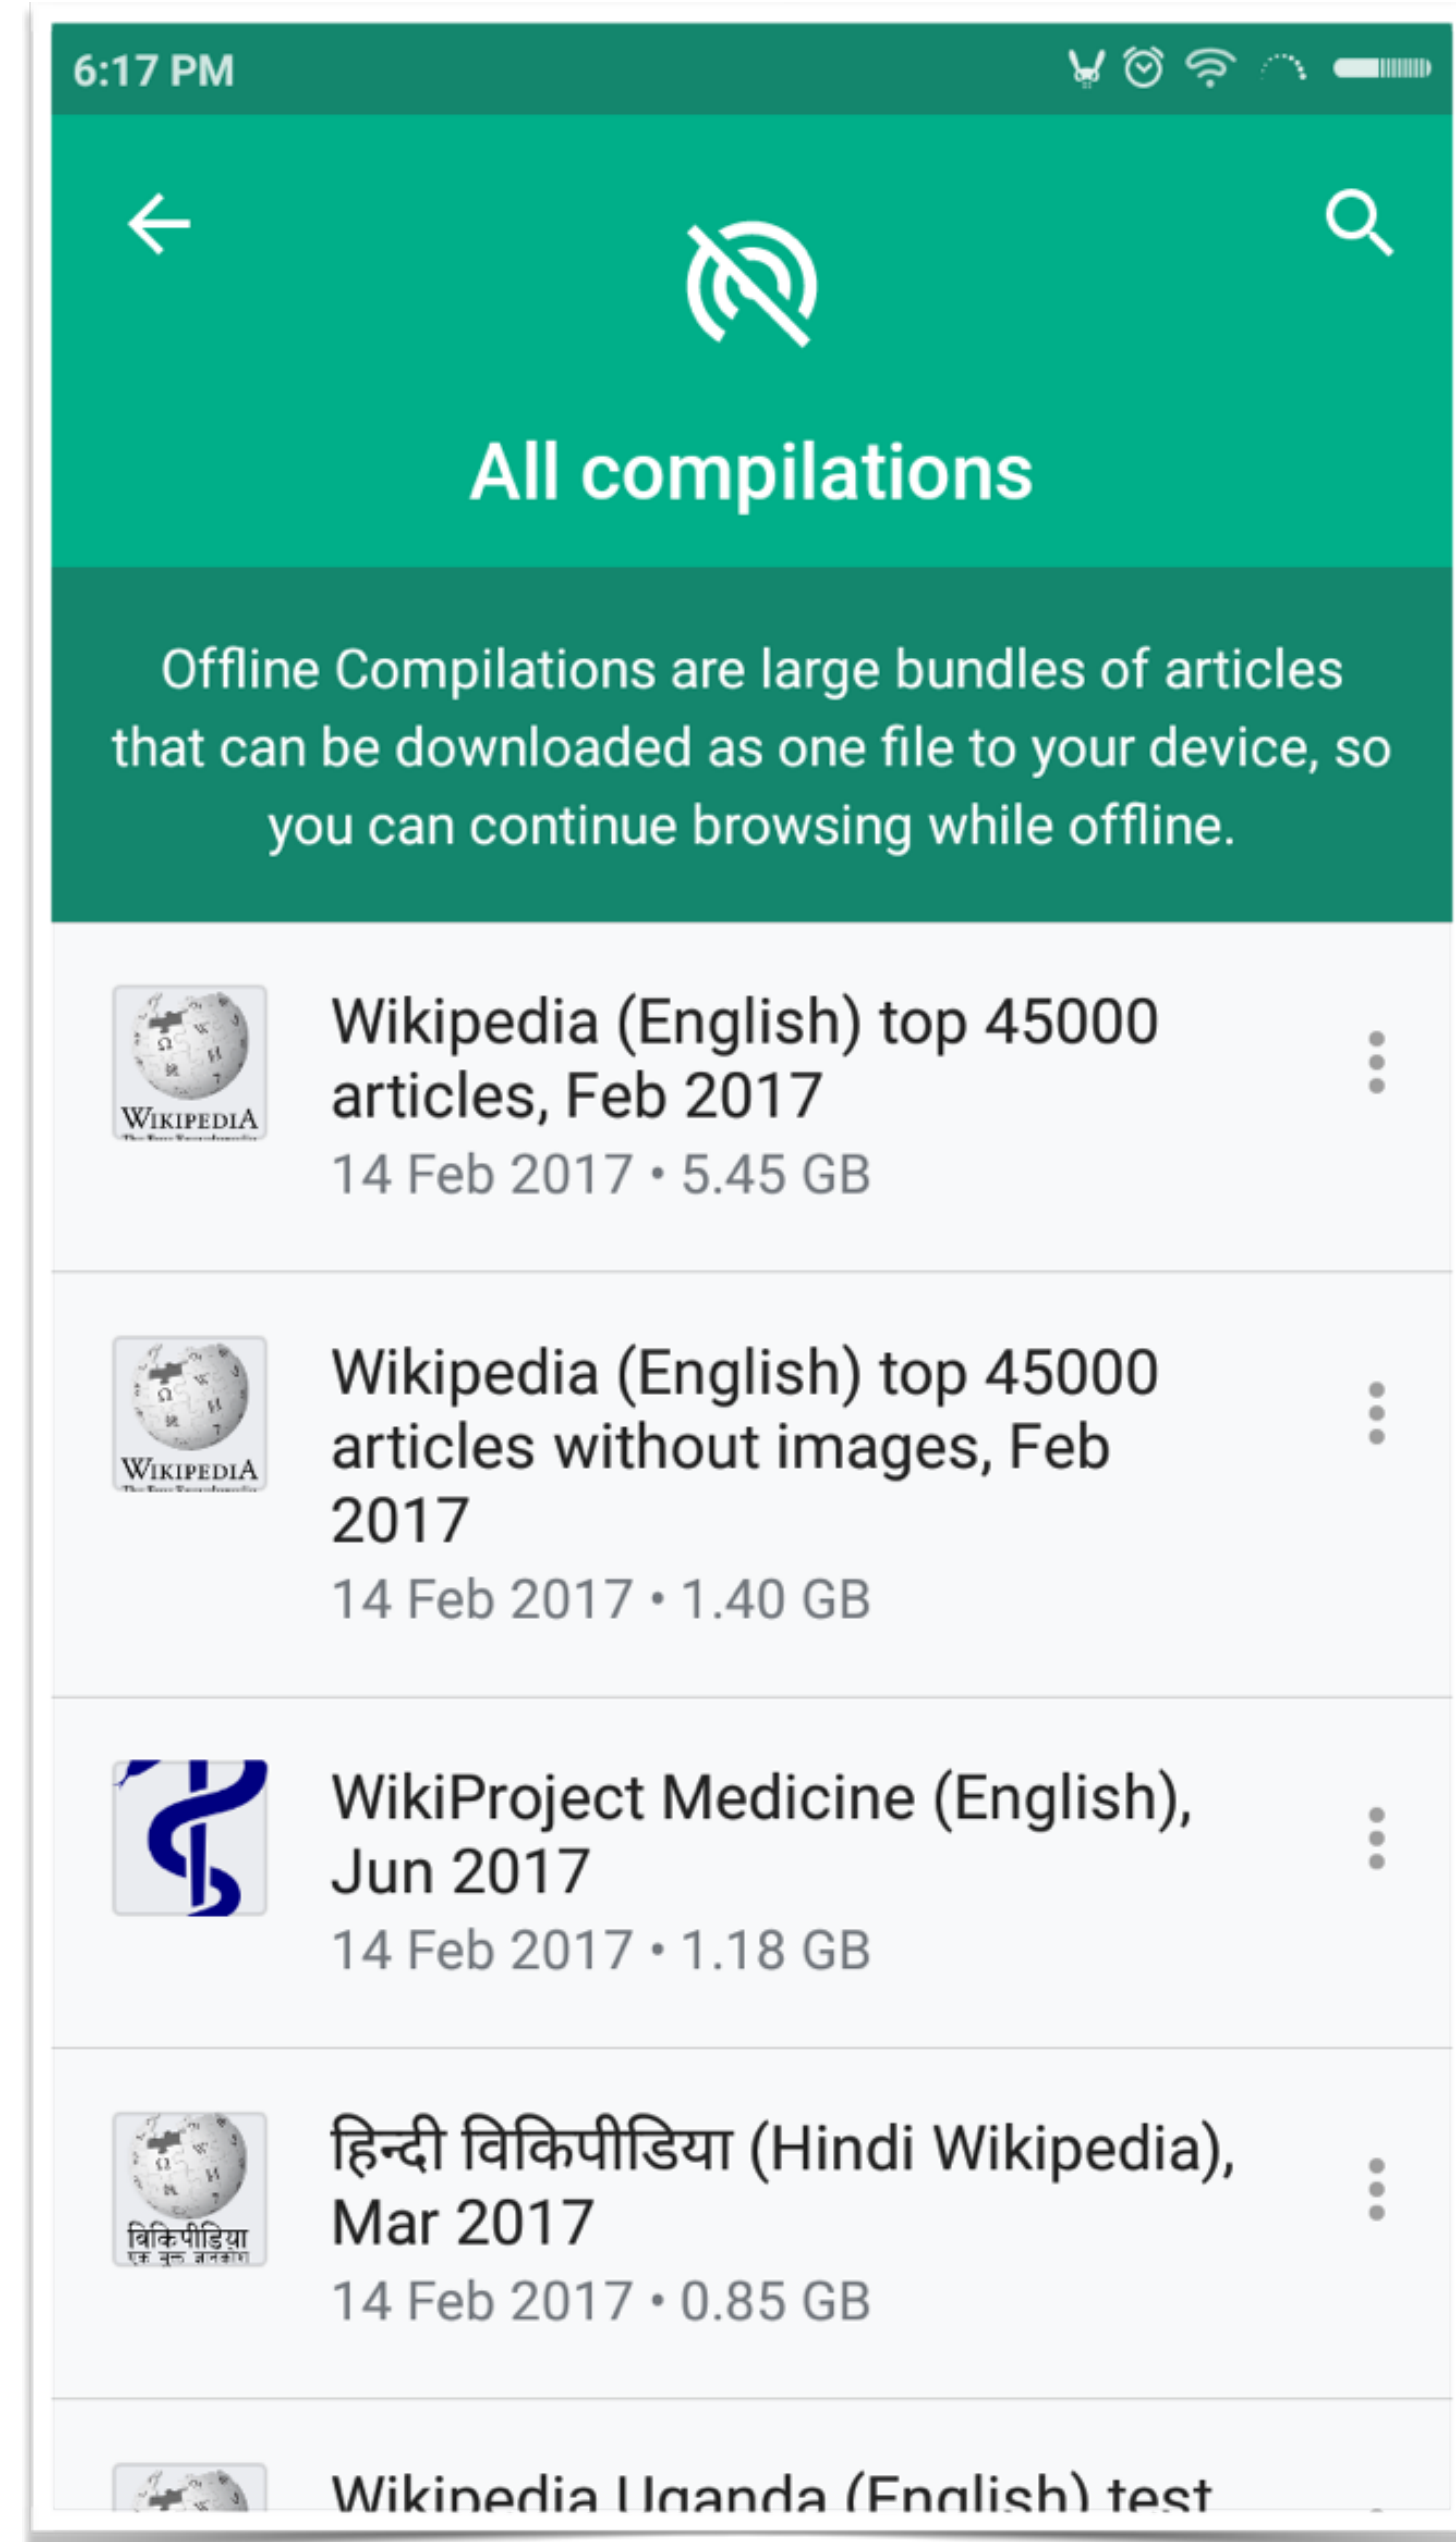 6:17 PM
All compilations
Offline Compilations are large bundles of articles
that can be downloaded as one file to your device, so
you can continue browsing while offline.
WIKIPEDIA
Wikipedia (English) top 45000
articles, Feb 2017
14 Feb 2017 • 5.45 GB
WIKIPEDIA
Wikipedia (English) top 45000
articles without images, Feb
2017
14 Feb 2017 • 1.40 GB
WikiProject Medicine (English),
Jun 2017
14 Feb 2017 • 1.18 GB
विकिपीडिया
हिन्दी विकिपीडिया (Hindi Wikipedia),
Mar 2017
14 Feb 2017 • 0.85 GB
Wikipedia Uganda (English) test